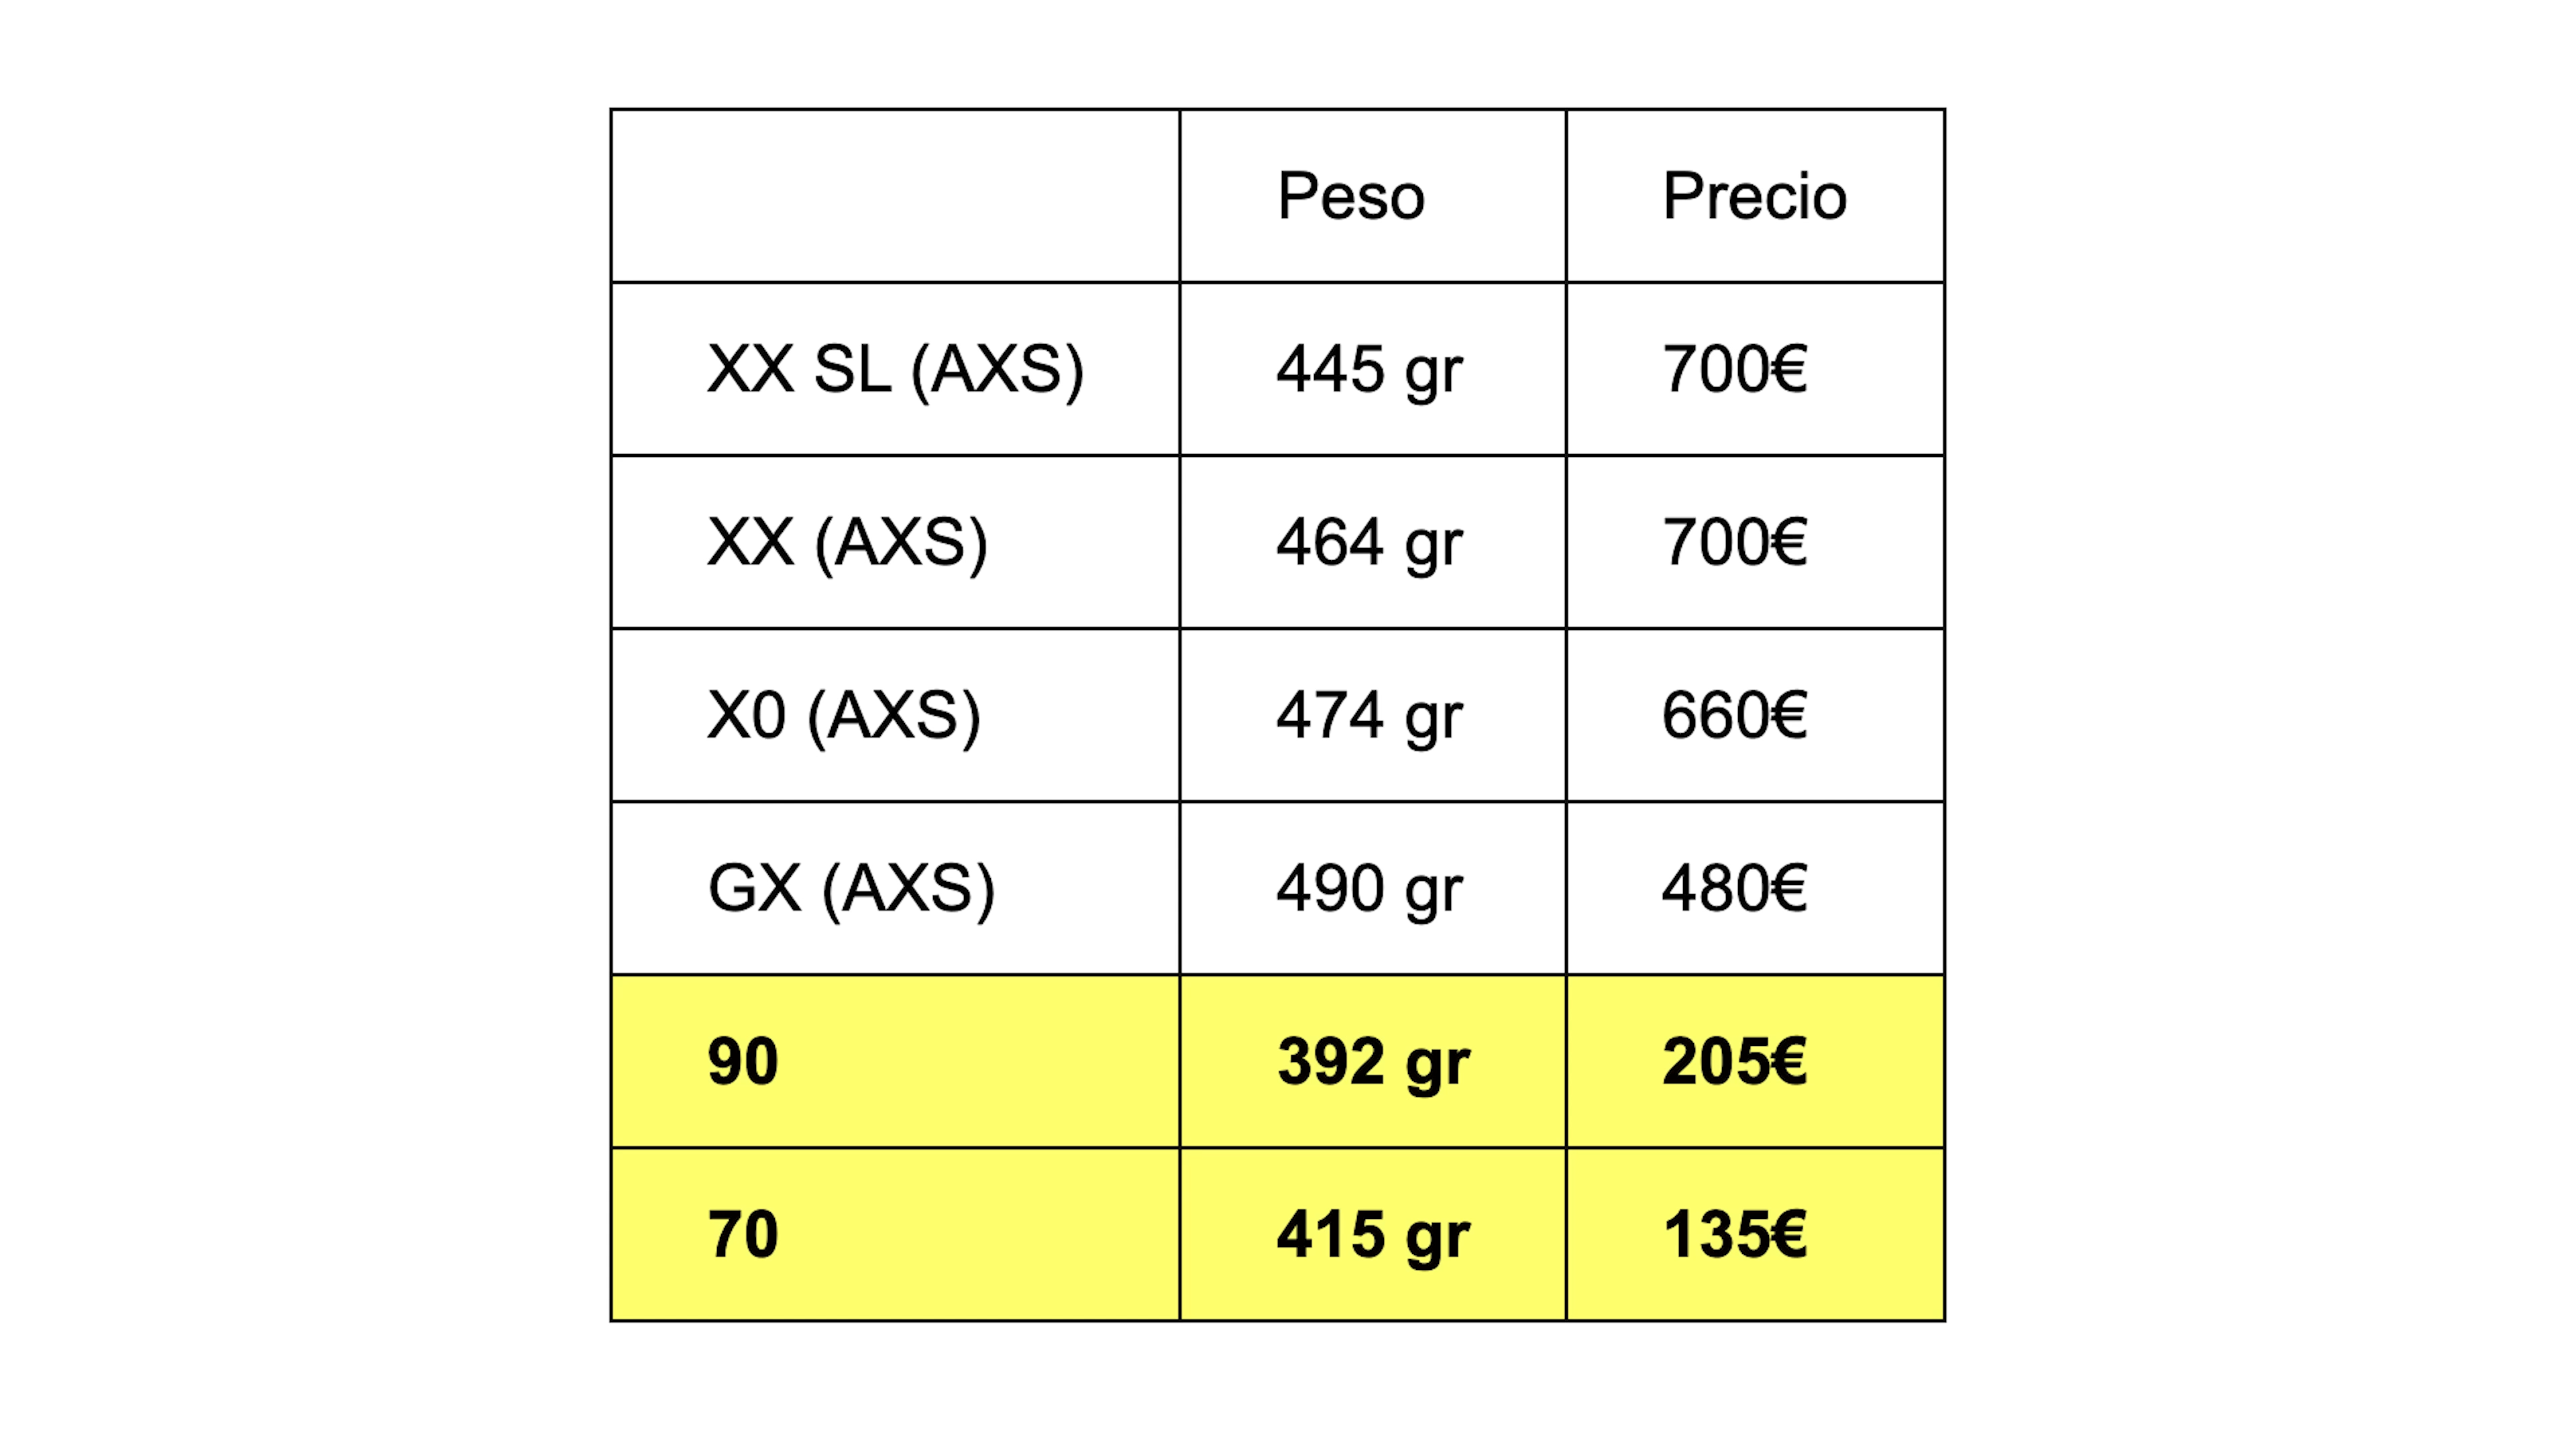 Peso Precio
XX SL (AXS) 445 gr 700€
XX (AXS) 464 gr 700€
X0 (AXS) 474 gr 660€
GX (AXS) 490 gr 480€
90 392 gr 205€
70 415 gr 135€